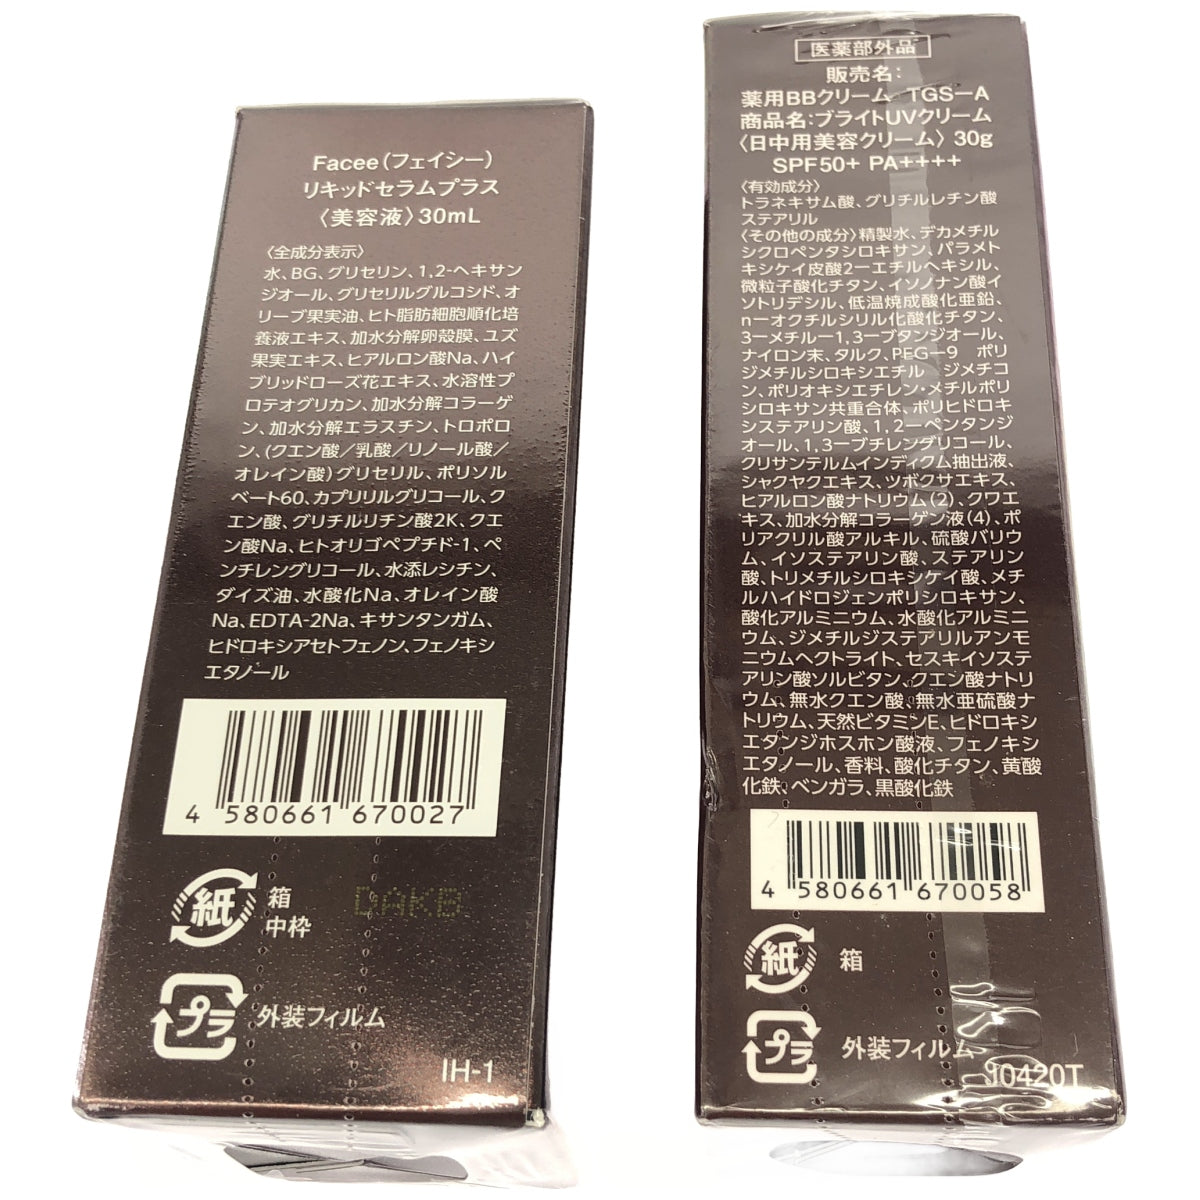 Facee(フェイシー)
リキッドセラムプラス
〈美容液〉30mL
〈全成分表示〉
水、BG、グリセリン、1,2-ヘキサン
ジオール、グリセリルグルコシド、オ
リーブ果実油、ヒト脂肪細胞順化培
養液エキス、加水分解卵殻膜、ユズ
果実エキス、ヒアルロン酸Na、ハイ
ブリッドローズ花エキス、水溶性プ
ロテオグリカン、加水分解コラーゲ
ン、加水分解エラスチン、トロポロ
ン、(クエン酸/乳酸/リノール酸/
オレイン酸)グリセリル、ポリソル
ベート60、カプリリルグリコール、ク
エン酸、グリチルリチン酸2K、クエ
ン酸Na、ヒトオリゴペプチド-1、ペ
ンチレングリコール、水添レシチン、
ダイズ油、水酸化Na、オレイン酸
Na、EDTA-2Na、キサンタンガム、
ヒドロキシアセトフェノン、フェノキシ
エタノール
4 580661 670027
紙
箱
中枠
DAKB
プラ
外装フィルム
IH-1
医薬部外品
販売名:
薬用BBクリーム TGS-A
商品名:ブライトUVクリーム
〈日中用美容クリーム〉30g
SPF50+ PA++++
〈有効成分〉
トラネキサム酸、グリチルレチン酸
ステアリル
〈その他の成分〉精製水、デカメチル
シクロペンタシロキサン、パラメト
キシケイ皮酸2-エチルヘキシル、
微粒子酸化チタン、イソノナン酸イ
ソトリデシル、低温焼成酸化亜鉛、
n-オクチルシリル化酸化チタン、
3-メチル-1,3-ブタンジオール、
ナイロン末、タルク、PEG-9 ポリ
ジメチルシロキシエチル ジメチコ
ン、ポリオキシエチレン・メチルポリ
シロキサン共重合体、ポリヒドロキ
システアリン酸、1,2-ペンタンジ
オール、1,3-ブチレングリコール、
クリサンテルムインディクム抽出液、
シャクヤクエキス、ツボクサエキス、
ヒアルロン酸ナトリウム(2)、クワエ
キス、加水分解コラーゲン液(4)、ポ
リアクリル酸アルキル、硫酸バリウ
ム、イソステアリン酸、ステアリン
酸、トリメチルシロキシケイ酸、メチ
ルハイドロジェンポリシロキサン、
酸化アルミニウム、水酸化アルミニ
ウム、ジメチルジステアリルアンモ
ニウムヘクトライト、セスキイソステ
アリン酸ソルビタン、クエン酸ナトリ
ウム、無水クエン酸、無水亜硫酸ナ
トリウム、天然ビタミンE、ヒドロキシ
エタンジホスホン酸液、フェノキシ
エタノール、香料、酸化チタン、黄酸
化鉄、ベンガラ、黒酸化鉄
4 580661 670058
紙
箱
プラ
外装フィルム
10420T